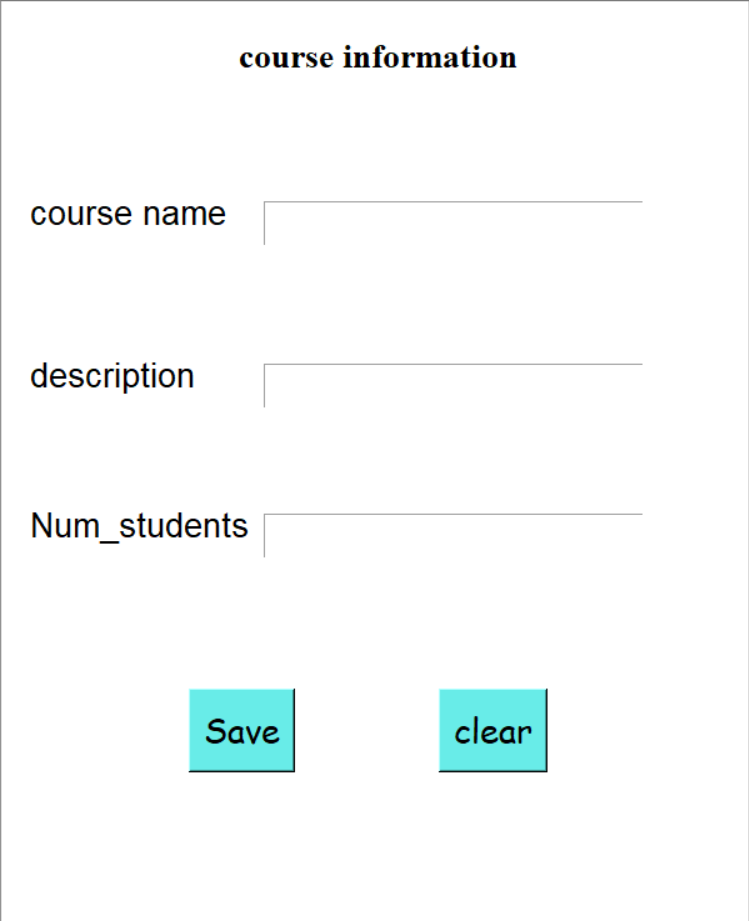 course information
course name
description
Num_students
Save
clear